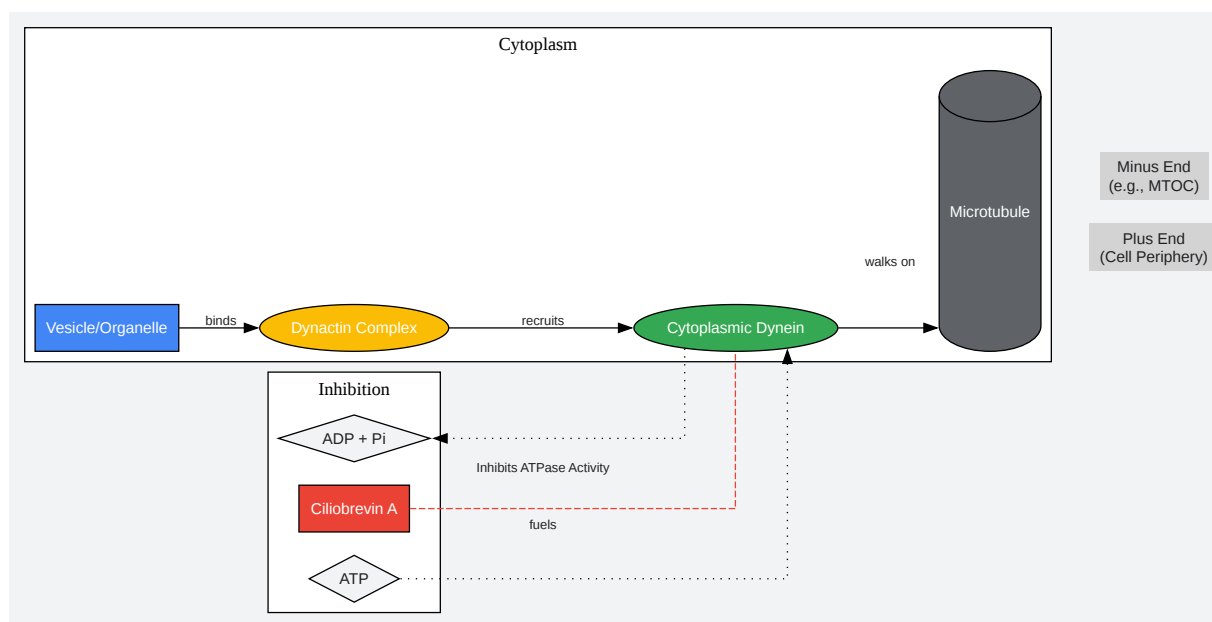 Cytoplasm
Minus End
(e.g., MTOC)
Microtubule
Plus End
(Cell Periphery)
walks on
Vesicle/Organelle
binds
Dynactin Complex
recruits
Cytoplasmic Dynein
Inhibition
ADP + Pi
Inhibits ATPase Activity
Ciliobrevin A
fuels
ATP